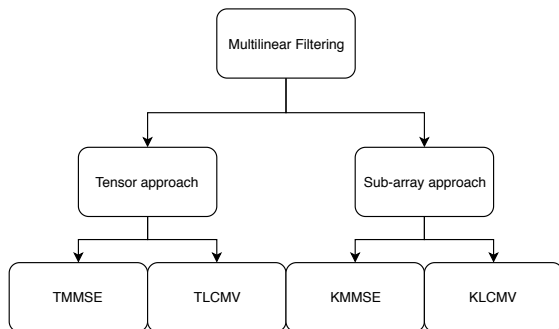 Multilinear Filtering
Tensor approach
Sub-array approach
TMMSE
TLCMV
KMMSE
KLCMV